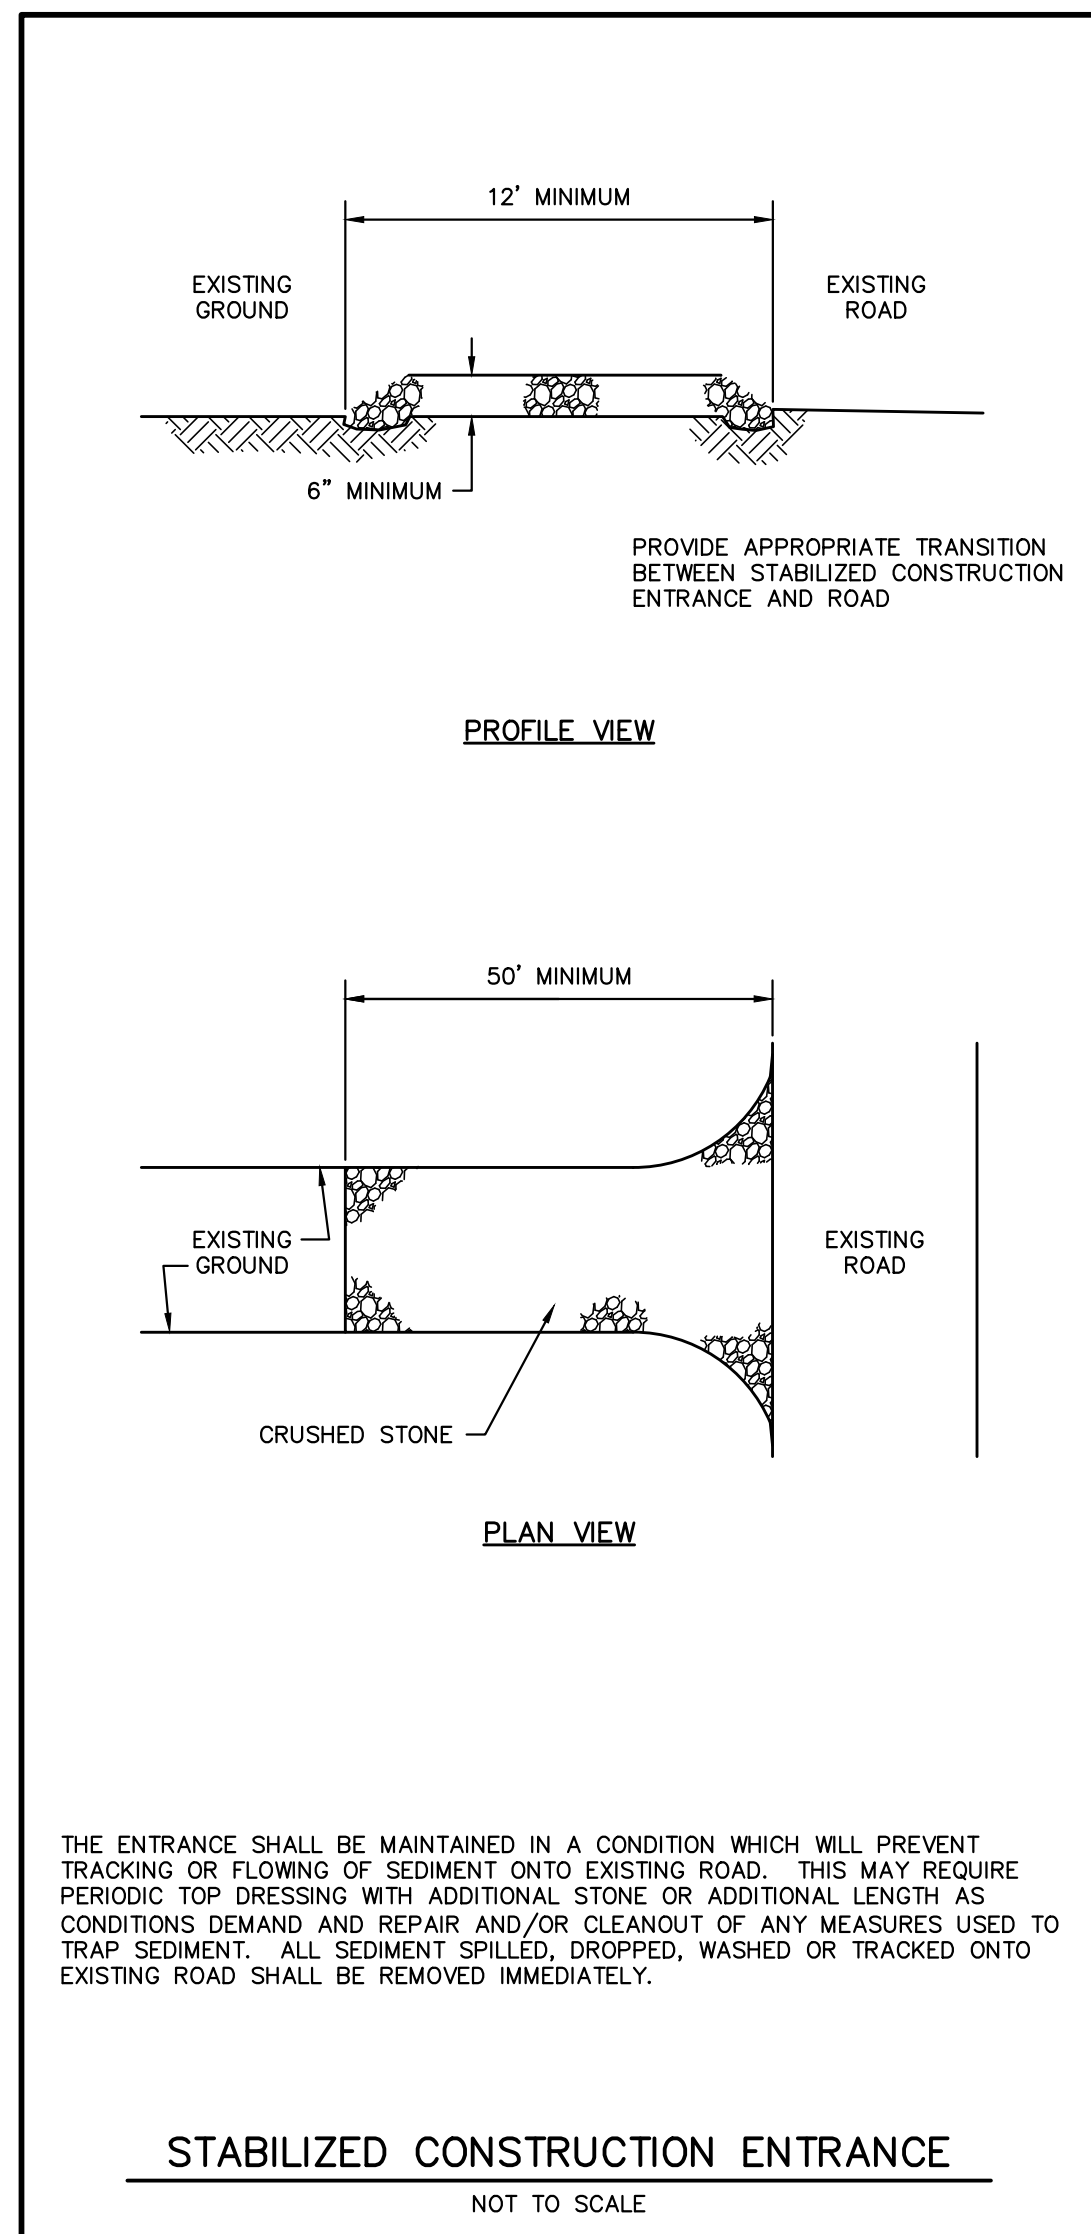 12' MINIMUM
EXISTING
GROUND
EXISTING
ROAD
6" MINIMUM
PROVIDE APPROPRIATE TRANSITION
BETWEEN STABILIZED CONSTRUCTION
ENTRANCE AND ROAD
PROFILE VIEW
50' MINIMUM
EXISTING
GROUND
EXISTING
ROAD
CRUSHED STONE
PLAN VIEW
THE ENTRANCE SHALL BE MAINTAINED IN A CONDITION WHICH WILL PREVENT
TRACKING OR FLOWING OF SEDIMENT ONTO EXISTING ROAD. THIS MAY REQUIRE
PERIODIC TOP DRESSING WITH ADDITIONAL STONE OR ADDITIONAL LENGTH AS
CONDITIONS DEMAND AND REPAIR AND/OR CLEANOUT OF ANY MEASURES USED TO
TRAP SEDIMENT. ALL SEDIMENT SPILLED, DROPPED, WASHED OR TRACKED ONTO
EXISTING ROAD SHALL BE REMOVED IMMEDIATELY.
STABILIZED CONSTRUCTION ENTRANCE
NOT TO SCALE